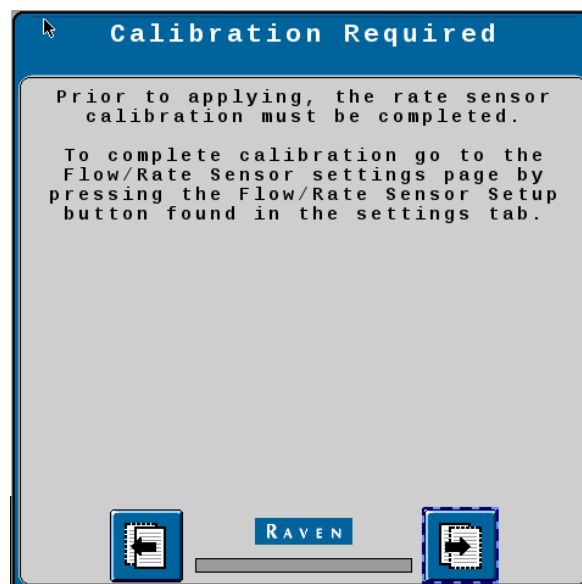 Calibration Required
Prior to applying, the rate sensor
calibration must be completed.
To complete calibration go to the
Flow/Rate Sensor settings page by
pressing the Flow/Rate Sensor Setup
button found in the settings tab.
RAVEN